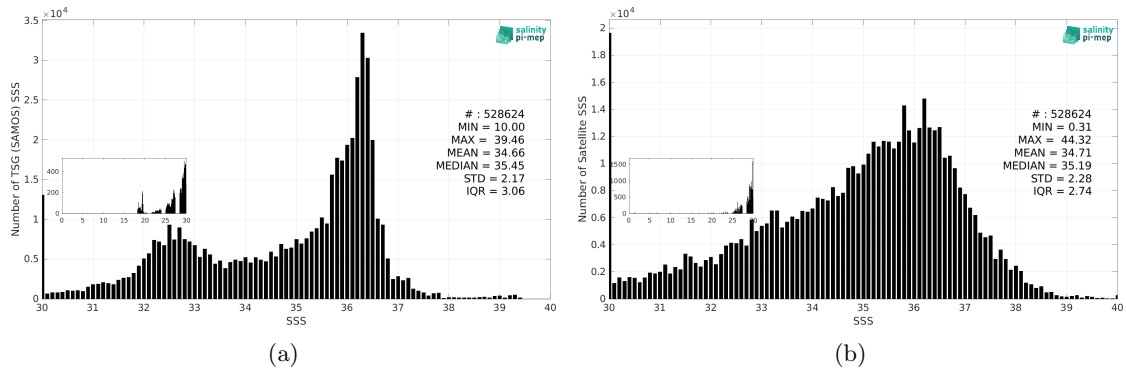 ×10⁴
3.5
3
2.5
2
1.5
1
0.5
0
Number of TSG (SAMOS) SSS
salinity
pi-mep
# : 528624
MIN = 10.00
MAX = 39.46
MEAN = 34.66
MEDIAN = 35.45
STD = 2.17
IQR = 3.06
400
200
0
0 5 10 15 20 25 30
30 31 32 33 34 35 36 37 38 39 40
SSS
(a)
×10⁴
2
1.8
1.6
1.4
1.2
1
0.8
0.6
0.4
0.2
0
Number of Satellite SSS
salinity
pi-mep
# : 528624
MIN = 0.31
MAX = 44.32
MEAN = 34.71
MEDIAN = 35.19
STD = 2.28
IQR = 2.74
1500
1000
500
0
0 5 10 15 20 25 30
30 31 32 33 34 35 36 37 38 39 40
SSS
(b)